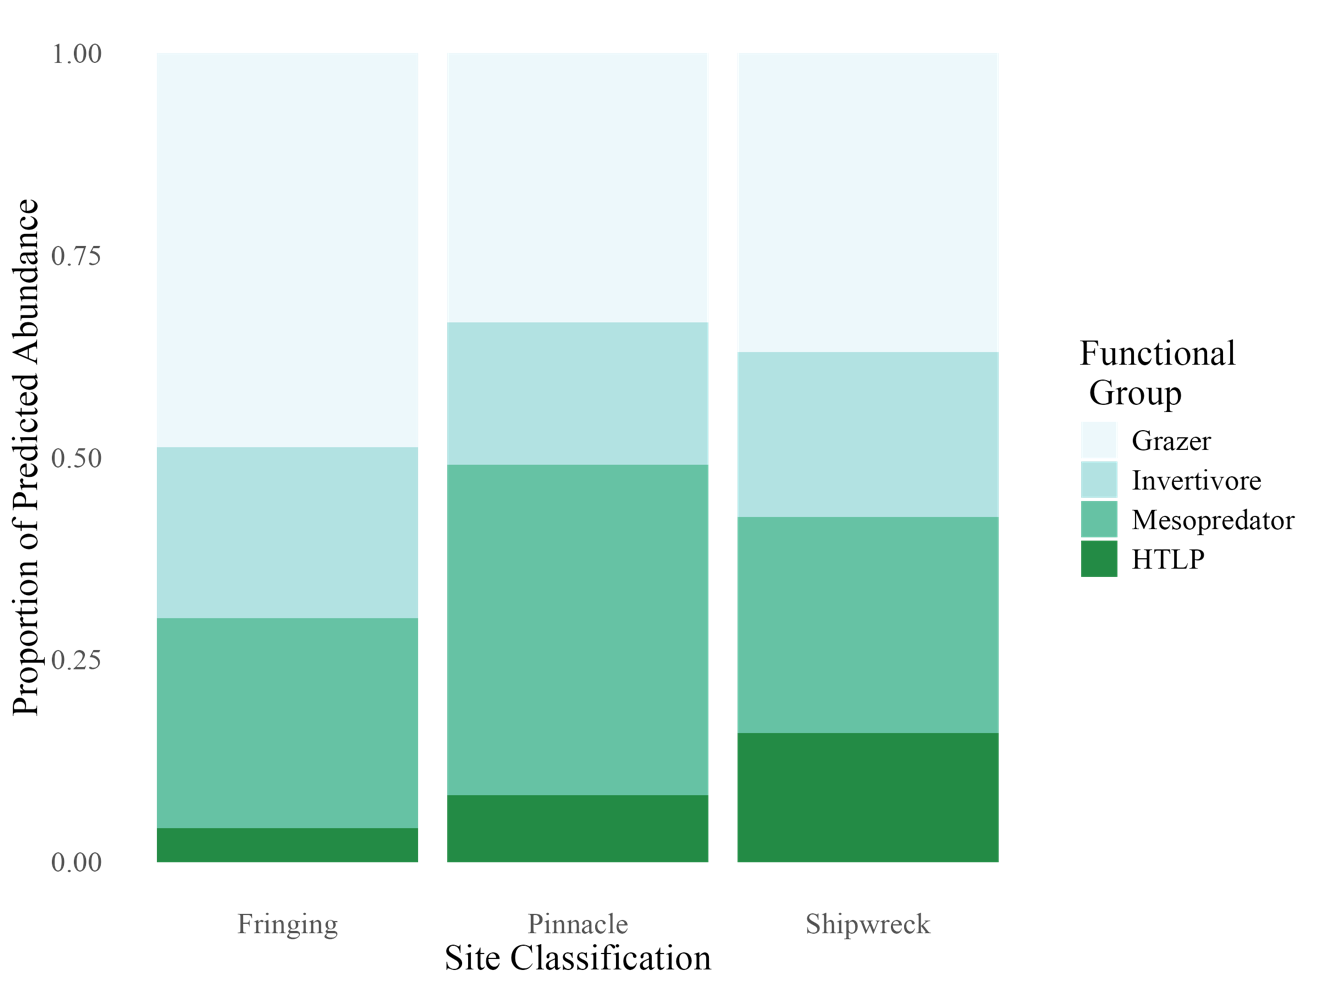 1.00
0.75
0.50
0.25
0.00
Proportion of Predicted Abundance
Fringing Pinnacle Shipwreck
Site Classification
Functional
Group
Grazer
Invertivore
Mesopredator
HTLP